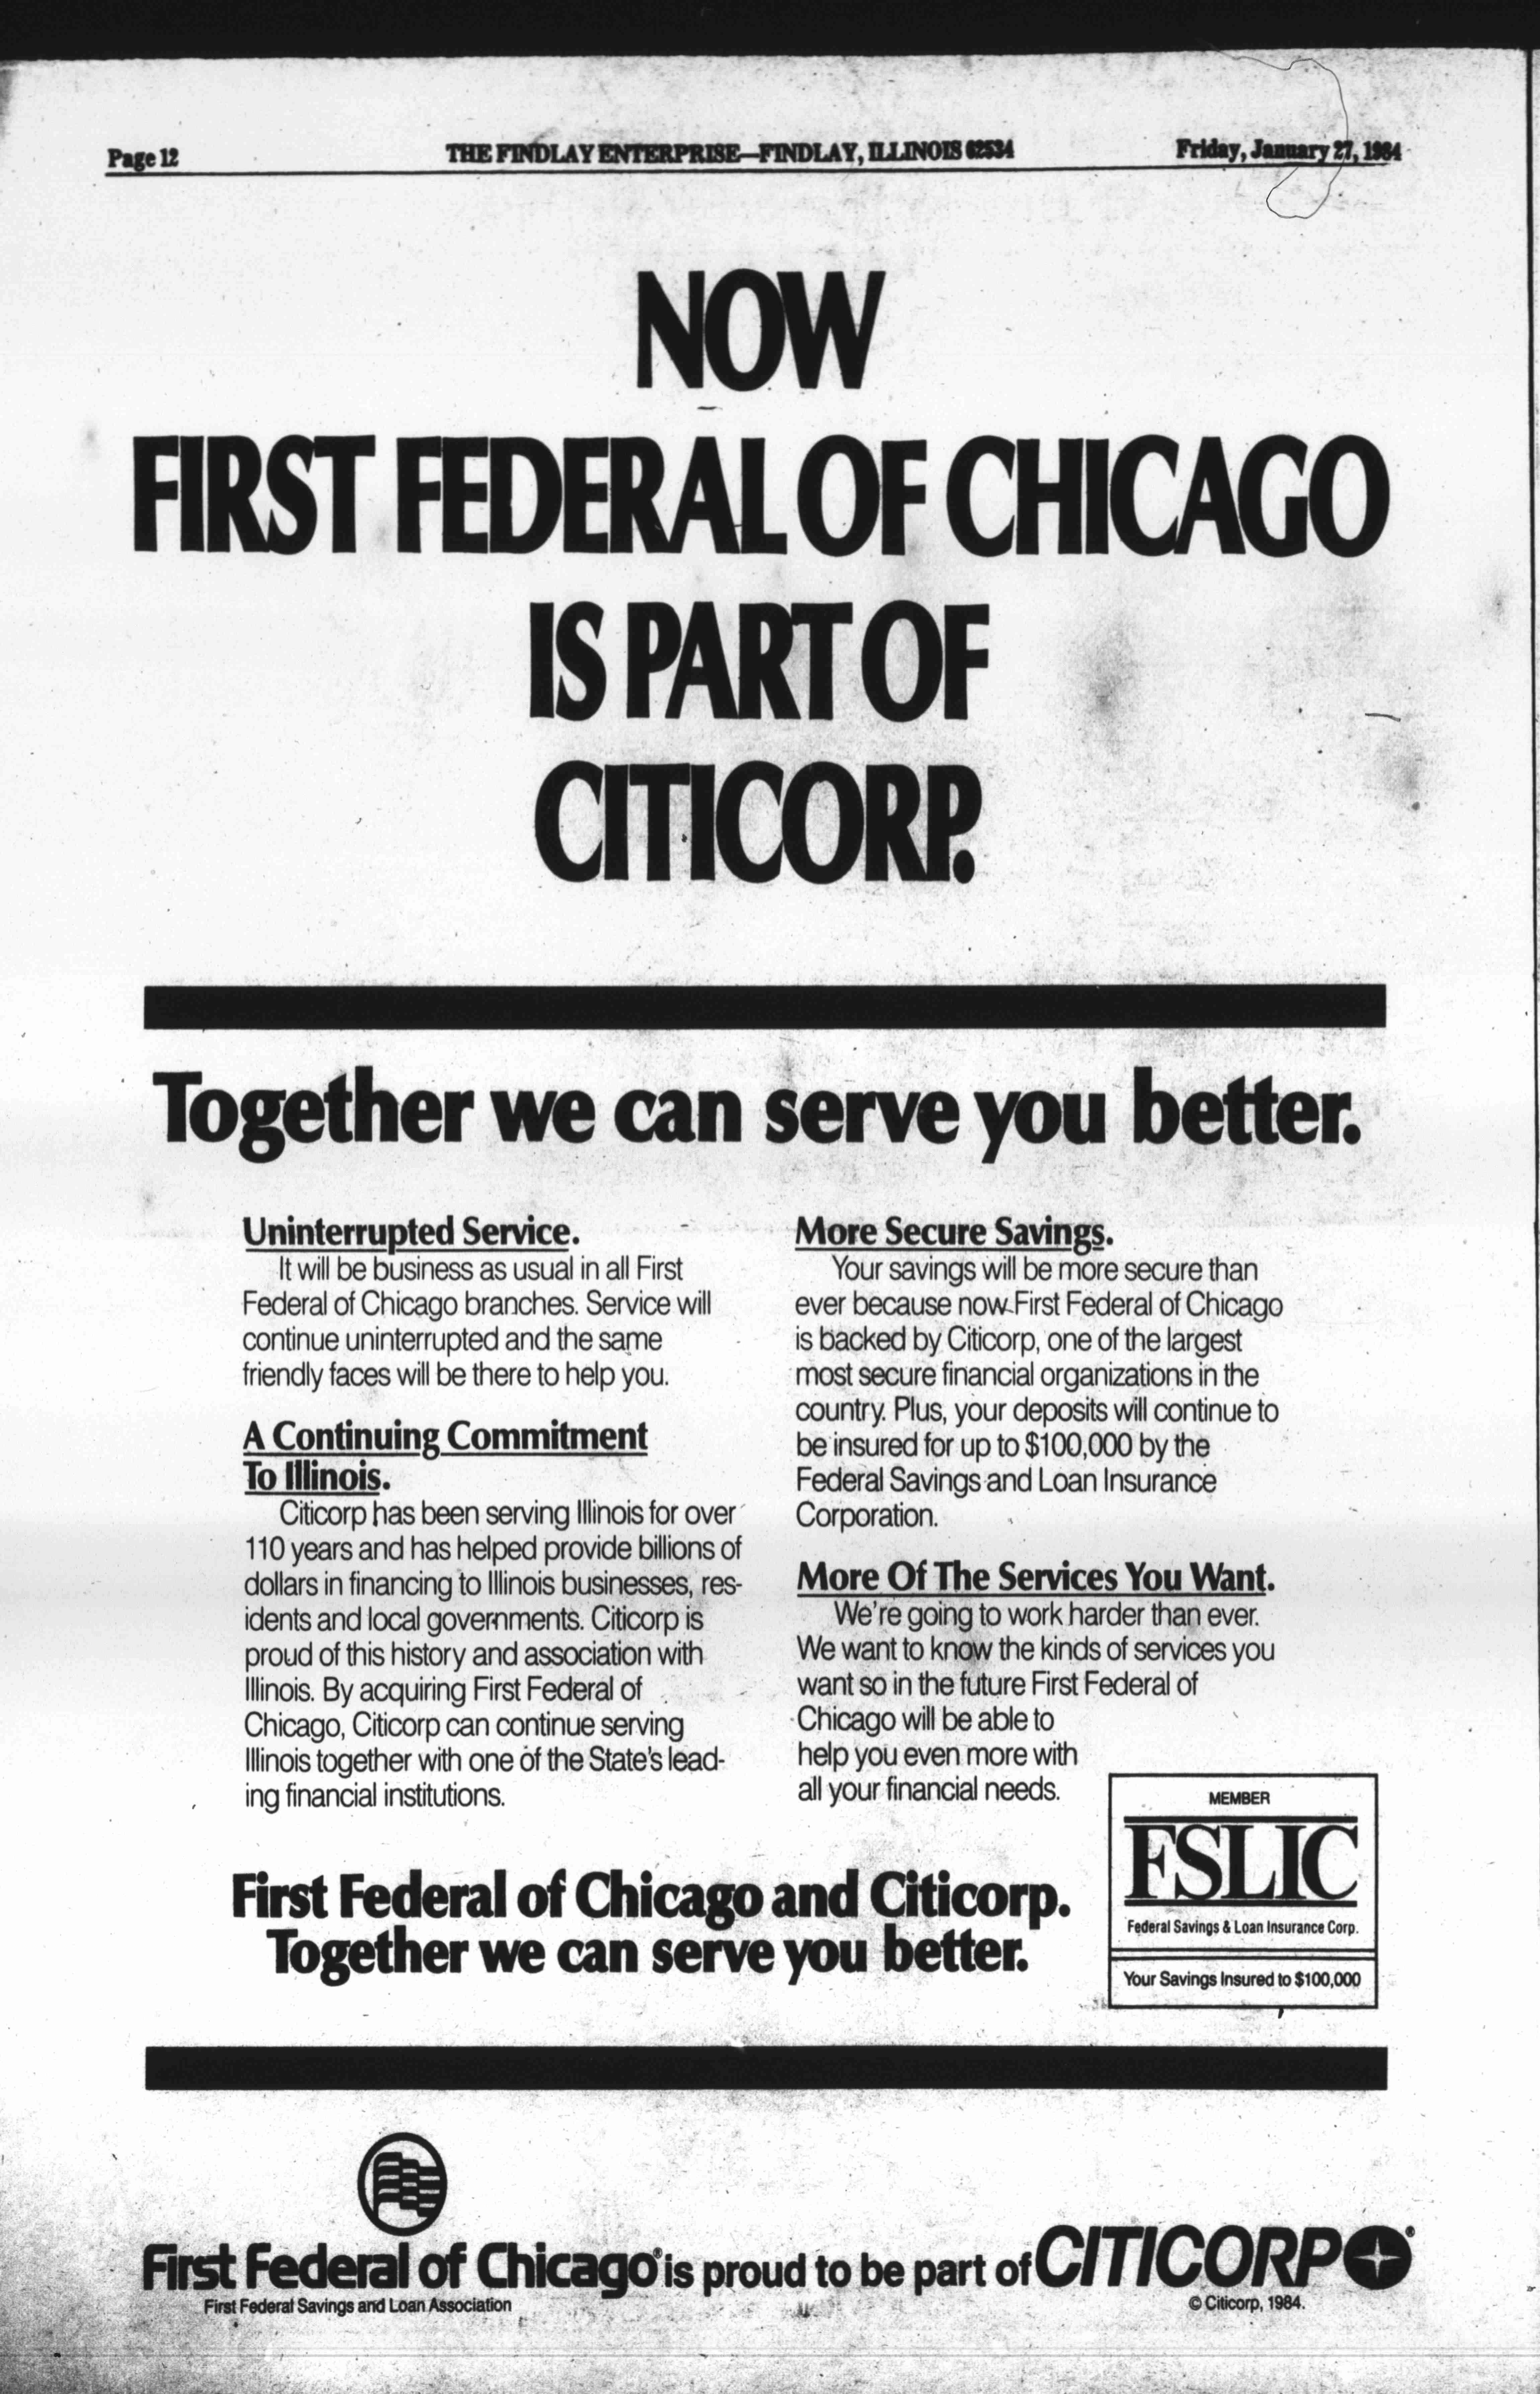 Page 12
THE FINDLAY ENTERPRISE—FINDLAY, ILLINOIS 62534
Friday, January 27, 1984
NOW
FIRST FEDERAL OF CHICAGO
IS PART OF
CITICORP.
Together we can serve you better.
Uninterrupted Service.
It will be business as usual in all First
Federal of Chicago branches. Service will
continue uninterrupted and the same
friendly faces will be there to help you.
A Continuing Commitment
To Illinois.
Citicorp has been serving Illinois for over
110 years and has helped provide billions of
dollars in financing to Illinois businesses, res-
idents and local governments. Citicorp is
proud of this history and association with
Illinois. By acquiring First Federal of
Chicago, Citicorp can continue serving
Illinois together with one of the State's lead-
ing financial institutions.
More Secure Savings.
Your savings will be more secure than
ever because now First Federal of Chicago
is backed by Citicorp, one of the largest
most secure financial organizations in the
country. Plus, your deposits will continue to
be insured for up to $100,000 by the
Federal Savings and Loan Insurance
Corporation.
More Of The Services You Want.
We're going to work harder than ever.
We want to know the kinds of services you
want so in the future First Federal of
Chicago will be able to
help you even more with
all your financial needs.
First Federal of Chicago and Citicorp.
Together we can serve you better.
MEMBER
FSLIC
Federal Savings & Loan Insurance Corp.
Your Savings Insured to $100,000
First Federal of Chicago® is proud to be part of CITICORP®
First Federal Savings and Loan Association
© Citicorp, 1984.